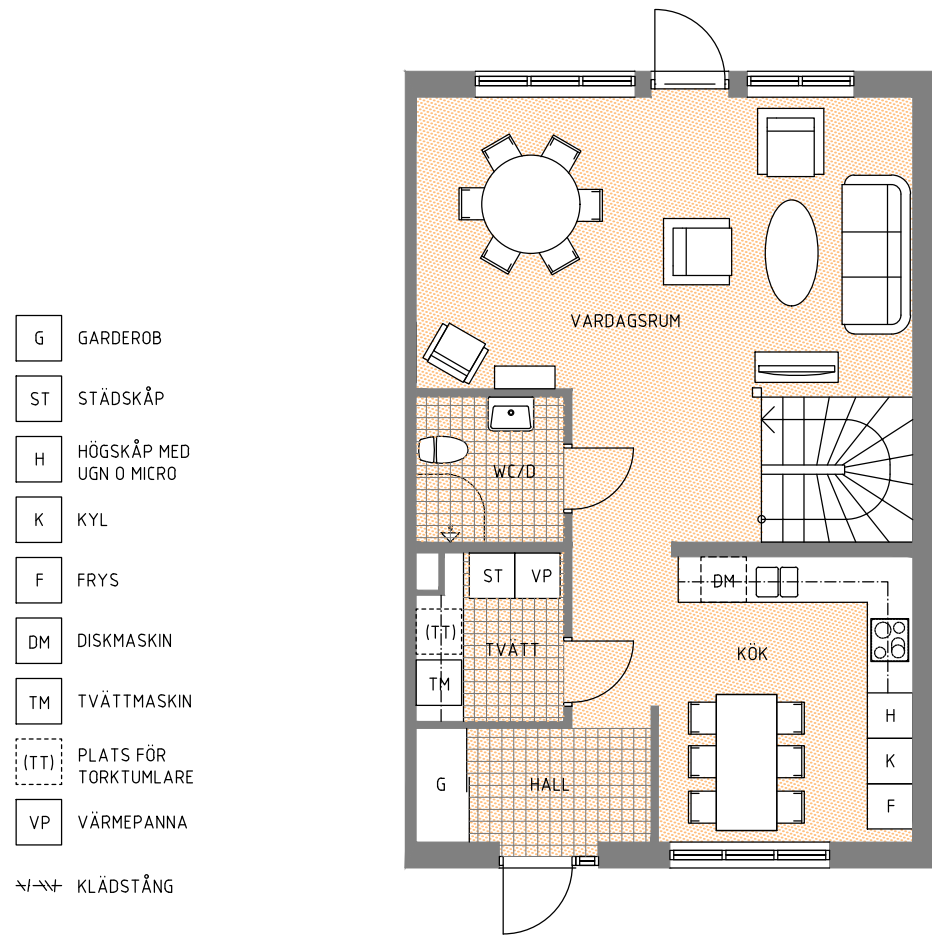 G GARDEROB
ST STÄDSKÅP
H HÖGSKÅP MED
UGN O MICRO
K KYL
F FRYS
DM DISKMASKIN
TM TVÄTTMASKIN
(TT) PLATS FÖR
TORKTUMLARE
VP VÄRMEPANNA
KLÄDSTÅNG
VARDAGSRUM
WC/D
ST VP
DM
(TT)
TVÄTT
KÖK
TM
H
K
G HALL
F